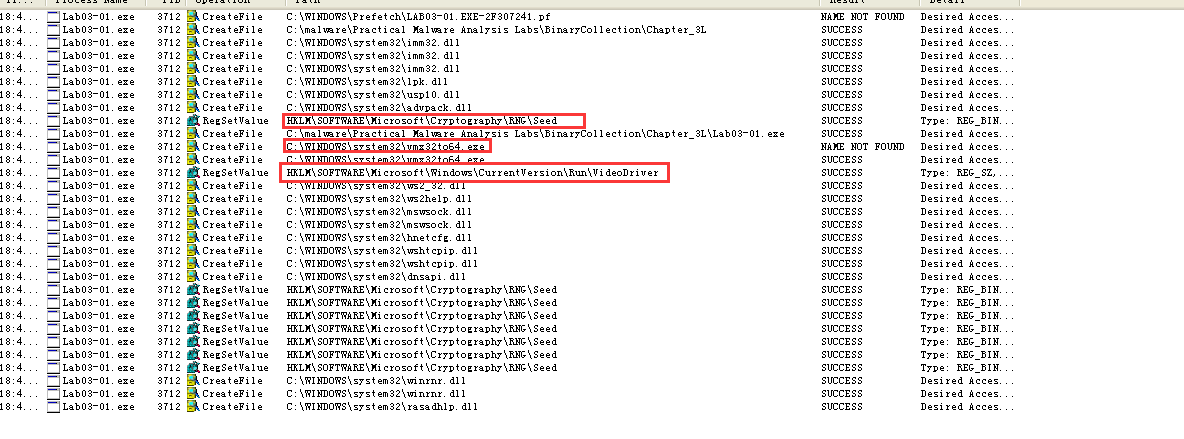 Process Name PID Operation Path Result Detail
18:4... Lab03-01.exe 3712 CreateFile C:\WINDOWS\Prefetch\LAB03-01.EXE-2F307241.pf NAME NOT FOUND Desired Acces...
18:4... Lab03-01.exe 3712 CreateFile C:\malware\Practical Malware Analysis Labs\BinaryCollection\Chapter_3L SUCCESS Desired Acces...
18:4... Lab03-01.exe 3712 CreateFile C:\WINDOWS\system32\imm32.dll SUCCESS Desired Acces...
18:4... Lab03-01.exe 3712 CreateFile C:\WINDOWS\system32\imm32.dll SUCCESS Desired Acces...
18:4... Lab03-01.exe 3712 CreateFile C:\WINDOWS\system32\lpk.dll SUCCESS Desired Acces...
18:4... Lab03-01.exe 3712 CreateFile C:\WINDOWS\system32\usp10.dll SUCCESS Desired Acces...
18:4... Lab03-01.exe 3712 CreateFile C:\WINDOWS\system32\advpack.dll SUCCESS Desired Acces...
18:4... Lab03-01.exe 3712 RegSetValue HKLM\SOFTWARE\Microsoft\Cryptography\RNG\Seed SUCCESS Type: REG_BIN...
18:4... Lab03-01.exe 3712 CreateFile C:\malware\Practical Malware Analysis Labs\BinaryCollection\Chapter_3L\Lab03-01.exe SUCCESS Desired Acces...
18:4... Lab03-01.exe 3712 CreateFile C:\WINDOWS\system32\vmx32to64.exe NAME NOT FOUND Desired Acces...
18:4... Lab03-01.exe 3712 CreateFile C:\WINDOWS\system32\vmx32to64.exe SUCCESS Desired Acces...
18:4... Lab03-01.exe 3712 RegSetValue HKLM\SOFTWARE\Microsoft\Windows\CurrentVersion\Run\VideoDriver SUCCESS Type: REG_SZ,...
18:4... Lab03-01.exe 3712 CreateFile C:\WINDOWS\system32\ws2_32.dll SUCCESS Desired Acces...
18:4... Lab03-01.exe 3712 CreateFile C:\WINDOWS\system32\ws2help.dll SUCCESS Desired Acces...
18:4... Lab03-01.exe 3712 CreateFile C:\WINDOWS\system32\mswsock.dll SUCCESS Desired Acces...
18:4... Lab03-01.exe 3712 CreateFile C:\WINDOWS\system32\mswsock.dll SUCCESS Desired Acces...
18:4... Lab03-01.exe 3712 CreateFile C:\WINDOWS\system32\hnetcfg.dll SUCCESS Desired Acces...
18:4... Lab03-01.exe 3712 CreateFile C:\WINDOWS\system32\wshtcpip.dll SUCCESS Desired Acces...
18:4... Lab03-01.exe 3712 CreateFile C:\WINDOWS\system32\wshtcpip.dll SUCCESS Desired Acces...
18:4... Lab03-01.exe 3712 CreateFile C:\WINDOWS\system32\dnsapi.dll SUCCESS Desired Acces...
18:4... Lab03-01.exe 3712 RegSetValue HKLM\SOFTWARE\Microsoft\Cryptography\RNG\Seed SUCCESS Type: REG_BIN...
18:4... Lab03-01.exe 3712 RegSetValue HKLM\SOFTWARE\Microsoft\Cryptography\RNG\Seed SUCCESS Type: REG_BIN...
18:4... Lab03-01.exe 3712 RegSetValue HKLM\SOFTWARE\Microsoft\Cryptography\RNG\Seed SUCCESS Type: REG_BIN...
18:4... Lab03-01.exe 3712 RegSetValue HKLM\SOFTWARE\Microsoft\Cryptography\RNG\Seed SUCCESS Type: REG_BIN...
18:4... Lab03-01.exe 3712 RegSetValue HKLM\SOFTWARE\Microsoft\Cryptography\RNG\Seed SUCCESS Type: REG_BIN...
18:4... Lab03-01.exe 3712 RegSetValue HKLM\SOFTWARE\Microsoft\Cryptography\RNG\Seed SUCCESS Type: REG_BIN...
18:4... Lab03-01.exe 3712 RegSetValue HKLM\SOFTWARE\Microsoft\Cryptography\RNG\Seed SUCCESS Type: REG_BIN...
18:4... Lab03-01.exe 3712 CreateFile C:\WINDOWS\system32\winrnr.dll SUCCESS Desired Acces...
18:4... Lab03-01.exe 3712 CreateFile C:\WINDOWS\system32\winrnr.dll SUCCESS Desired Acces...
18:4... Lab03-01.exe 3712 CreateFile C:\WINDOWS\system32\rasadhlp.dll SUCCESS Desired Acces...